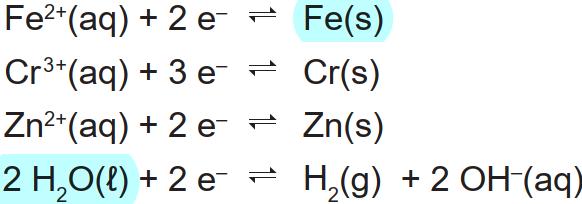 Fe²⁺(aq) + 2 e⁻ ⇌ Fe(s)
Cr³⁺(aq) + 3 e⁻ ⇌ Cr(s)
Zn²⁺(aq) + 2 e⁻ ⇌ Zn(s)
2 H₂O(ℓ) + 2 e⁻ ⇌ H₂(g) + 2 OH⁻(aq)